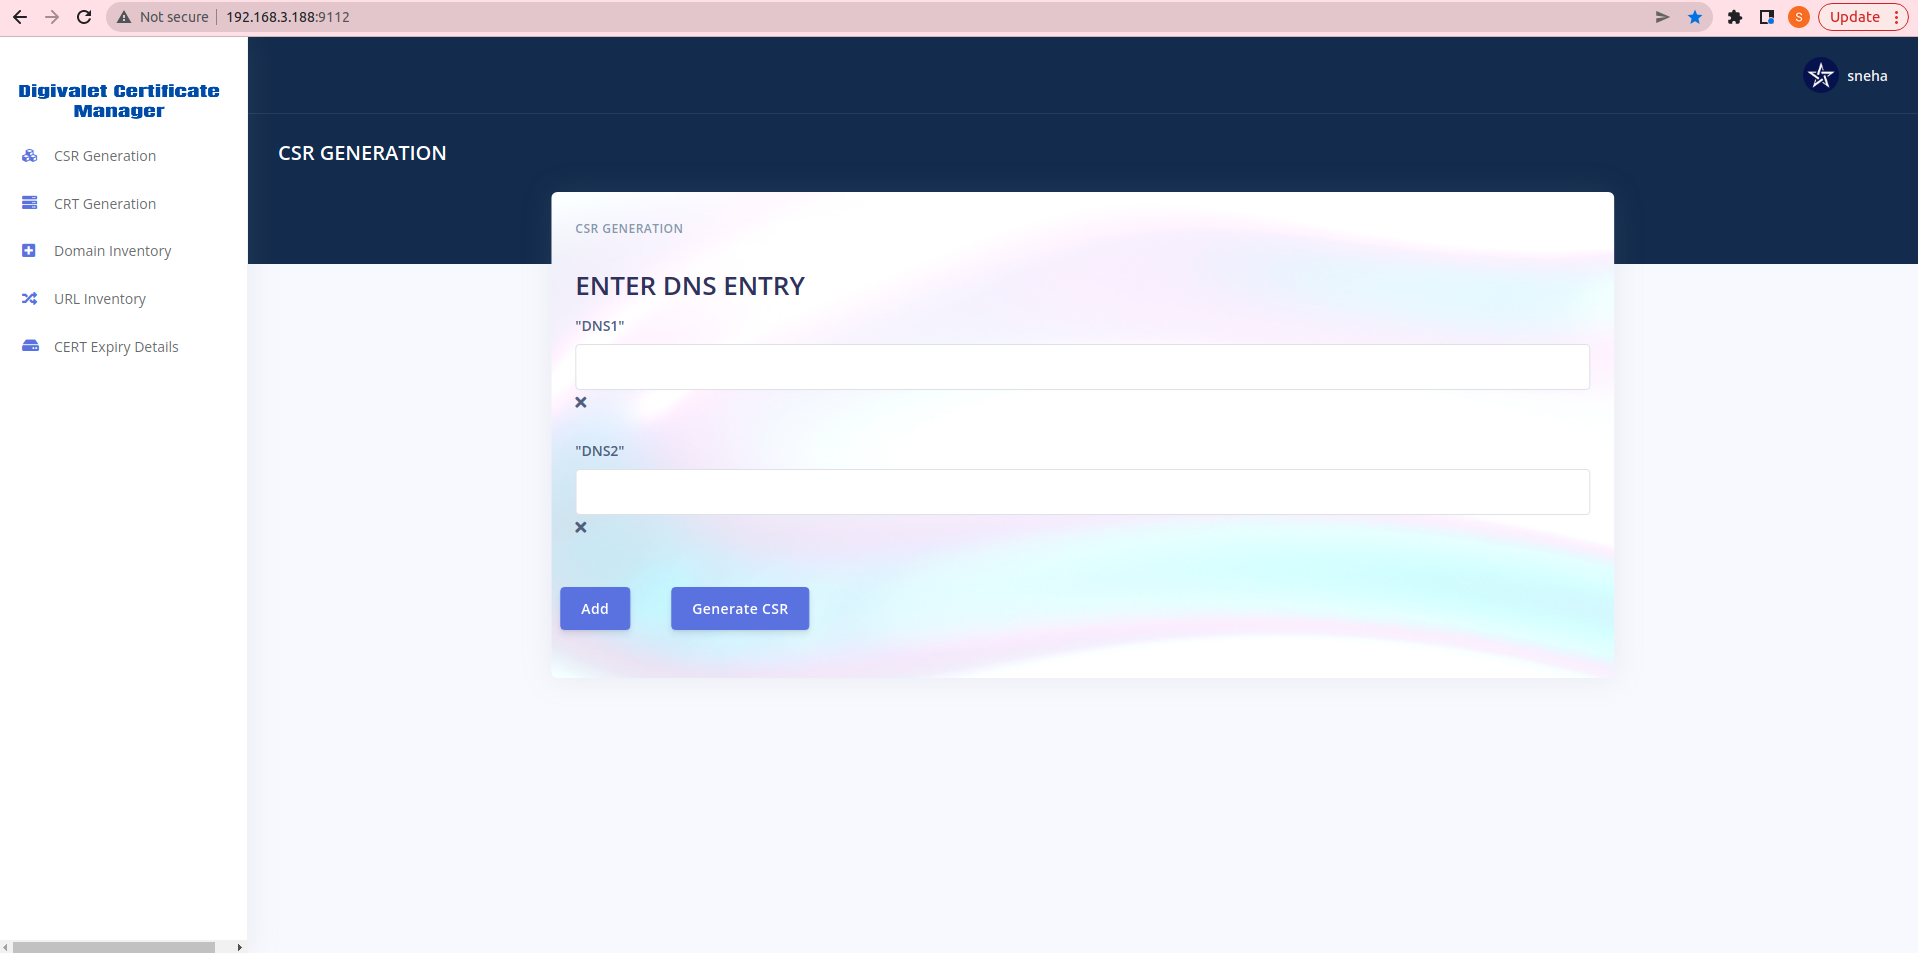 Not secure
192.168.3.188:9112
S
Update
Digivalet Certificate
Manager
CSR Generation
CRT Generation
Domain Inventory
URL Inventory
CERT Expiry Details
sneha
CSR GENERATION
CSR GENERATION
ENTER DNS ENTRY
"DNS1"
"DNS2"
Add
Generate CSR